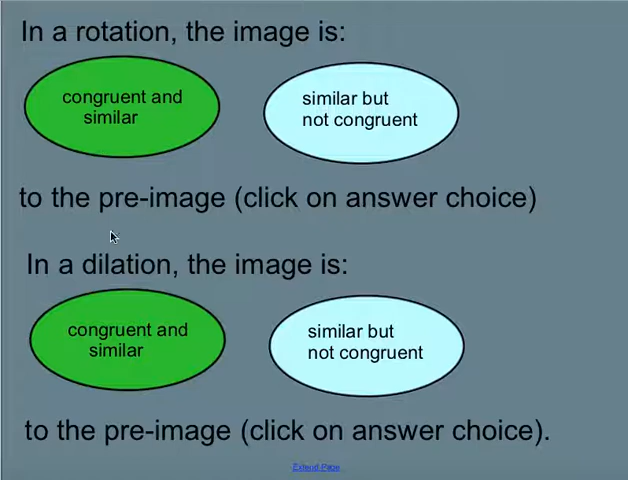 In a rotation, the image is:
congruent and
similar
similar but
not congruent
to the pre-image (click on answer choice)
In a dilation, the image is:
congruent and
similar
similar but
not congruent
to the pre-image (click on answer choice).
Extend Page